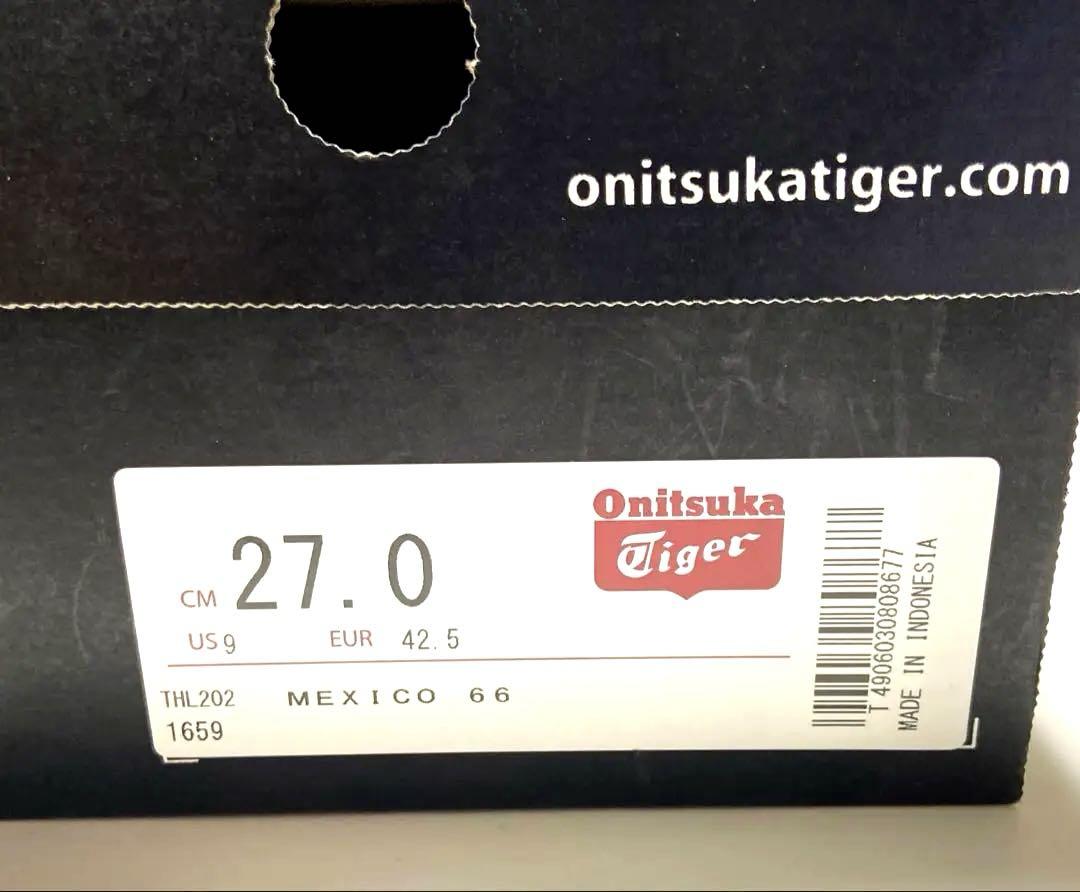 onitsukatiger.com
Onitsuka
Tiger
CM 27.0
US 9 EUR 42.5
THL202 MEXICO 66
1659
T 4906030808677
MADE IN INDONESIA